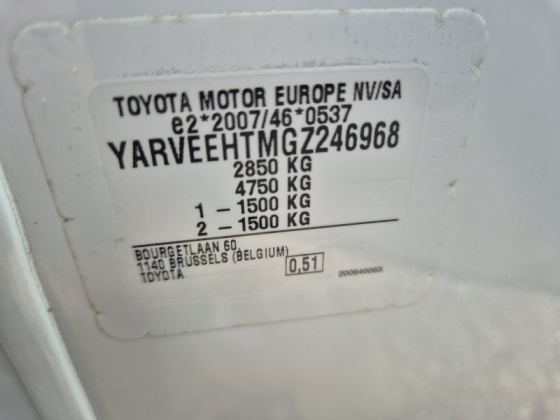 TOYOTA MOTOR EUROPE NV/SA
e2*2007/46*0537
YARVEEHTMGZ246968
2850 KG
4750 KG
1 - 1500 KG
2 - 1500 KG
BOURGETLAAN 60,
1140 BRUSSELS (BELGIUM)
TOYOTA
0,51
200840063